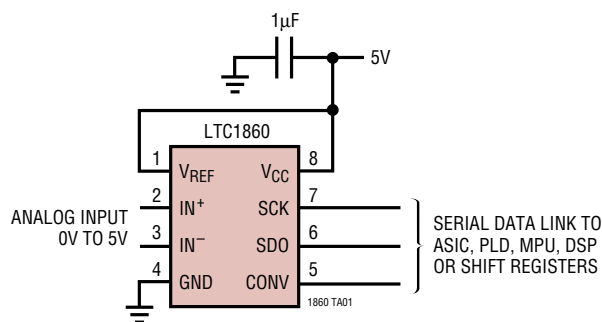 1µF
5V
LTC1860
1 VREF VCC 8
2 IN+ SCK 7
ANALOG INPUT
0V TO 5V
3 IN– SDO 6
4 GND CONV 5
SERIAL DATA LINK TO
ASIC, PLD, MPU, DSP
OR SHIFT REGISTERS
1860 TA01